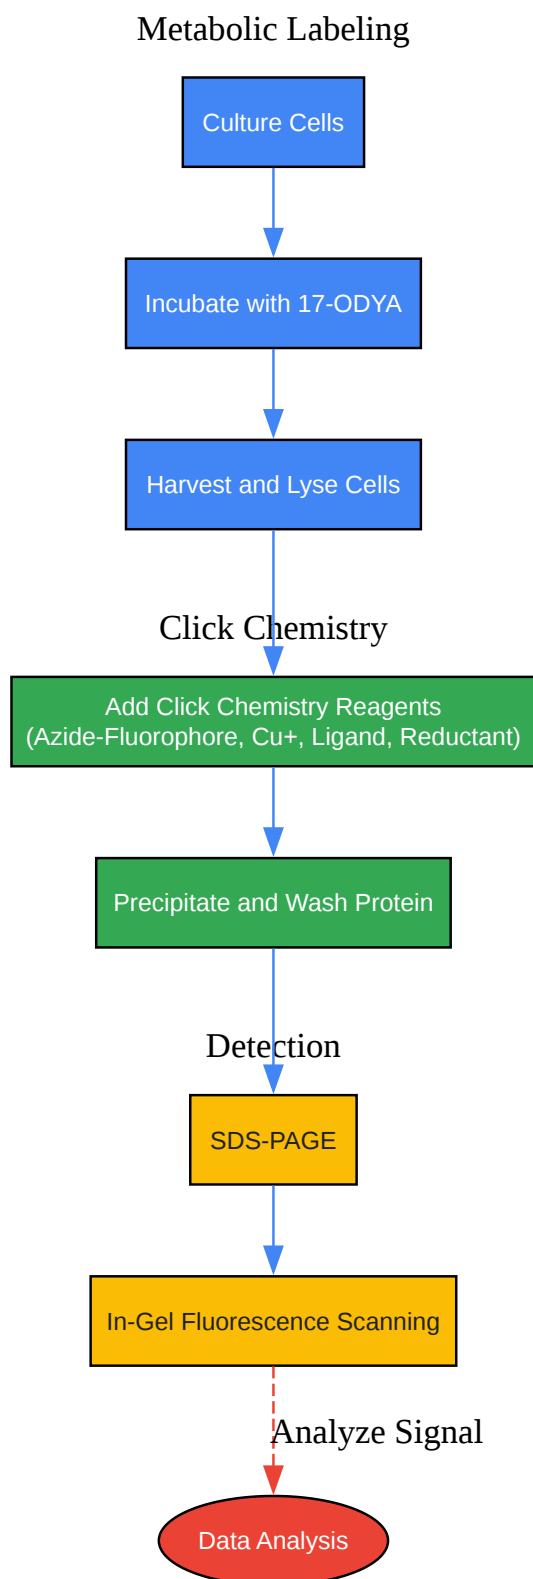 Metabolic Labeling
Culture Cells
Incubate with 17-ODYA
Harvest and Lyse Cells
Click Chemistry
Add Click Chemistry Reagents
(Azide-Fluorophore, Cu+, Ligand, Reductant)
Precipitate and Wash Protein
Detection
SDS-PAGE
In-Gel Fluorescence Scanning
Analyze Signal
Data Analysis